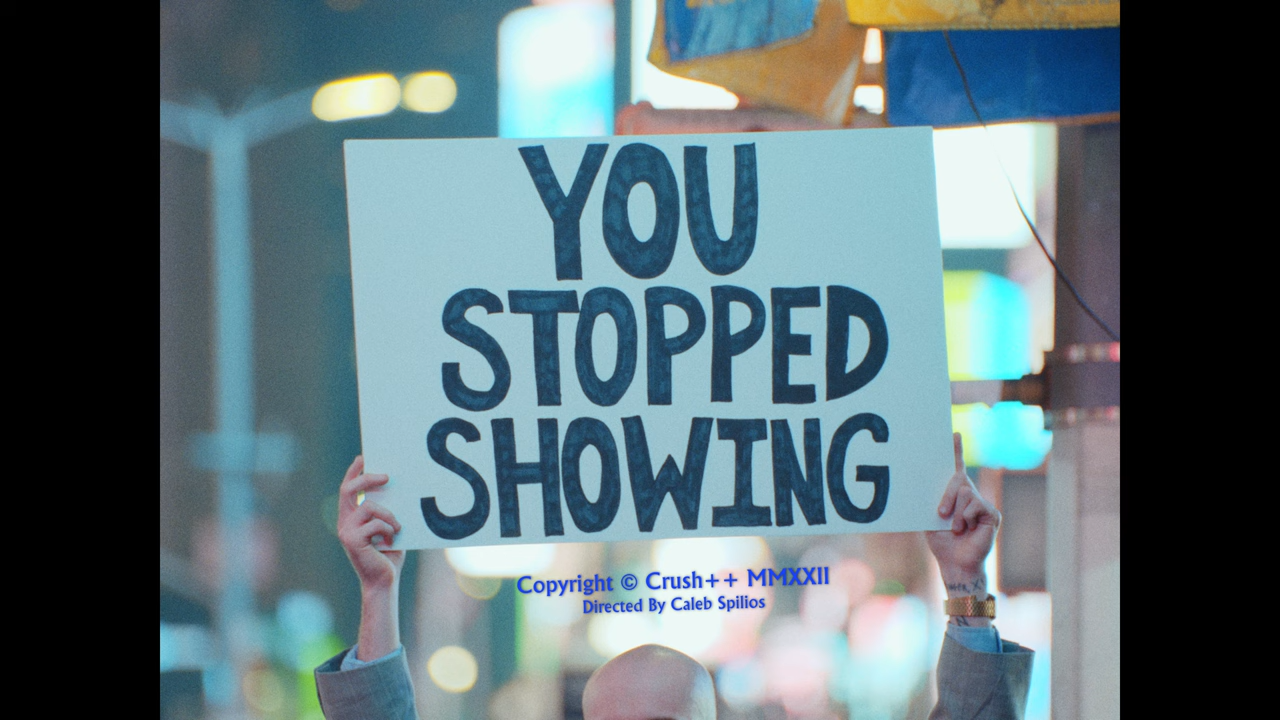 YOU
STOPPED
SHOWING
Copyright © Crush++ MMXXII
Directed By Caleb Spilios